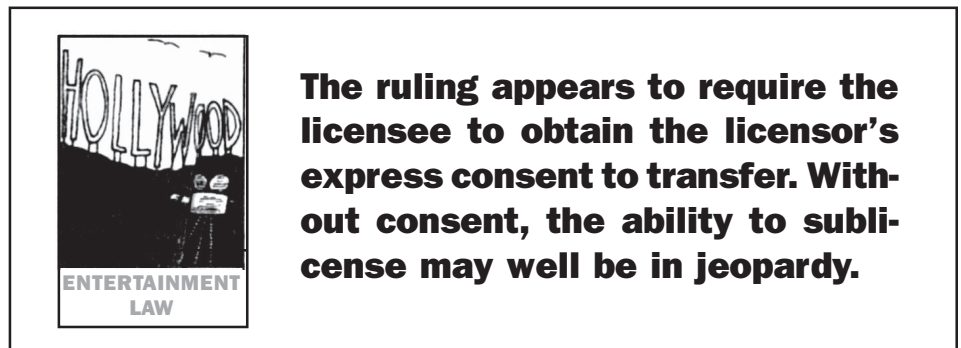 HOLLYWOOD
ENTERTAINMENT
LAW
The ruling appears to require the
licensee to obtain the licensor’s
express consent to transfer. With-
out consent, the ability to subli-
cense may well be in jeopardy.